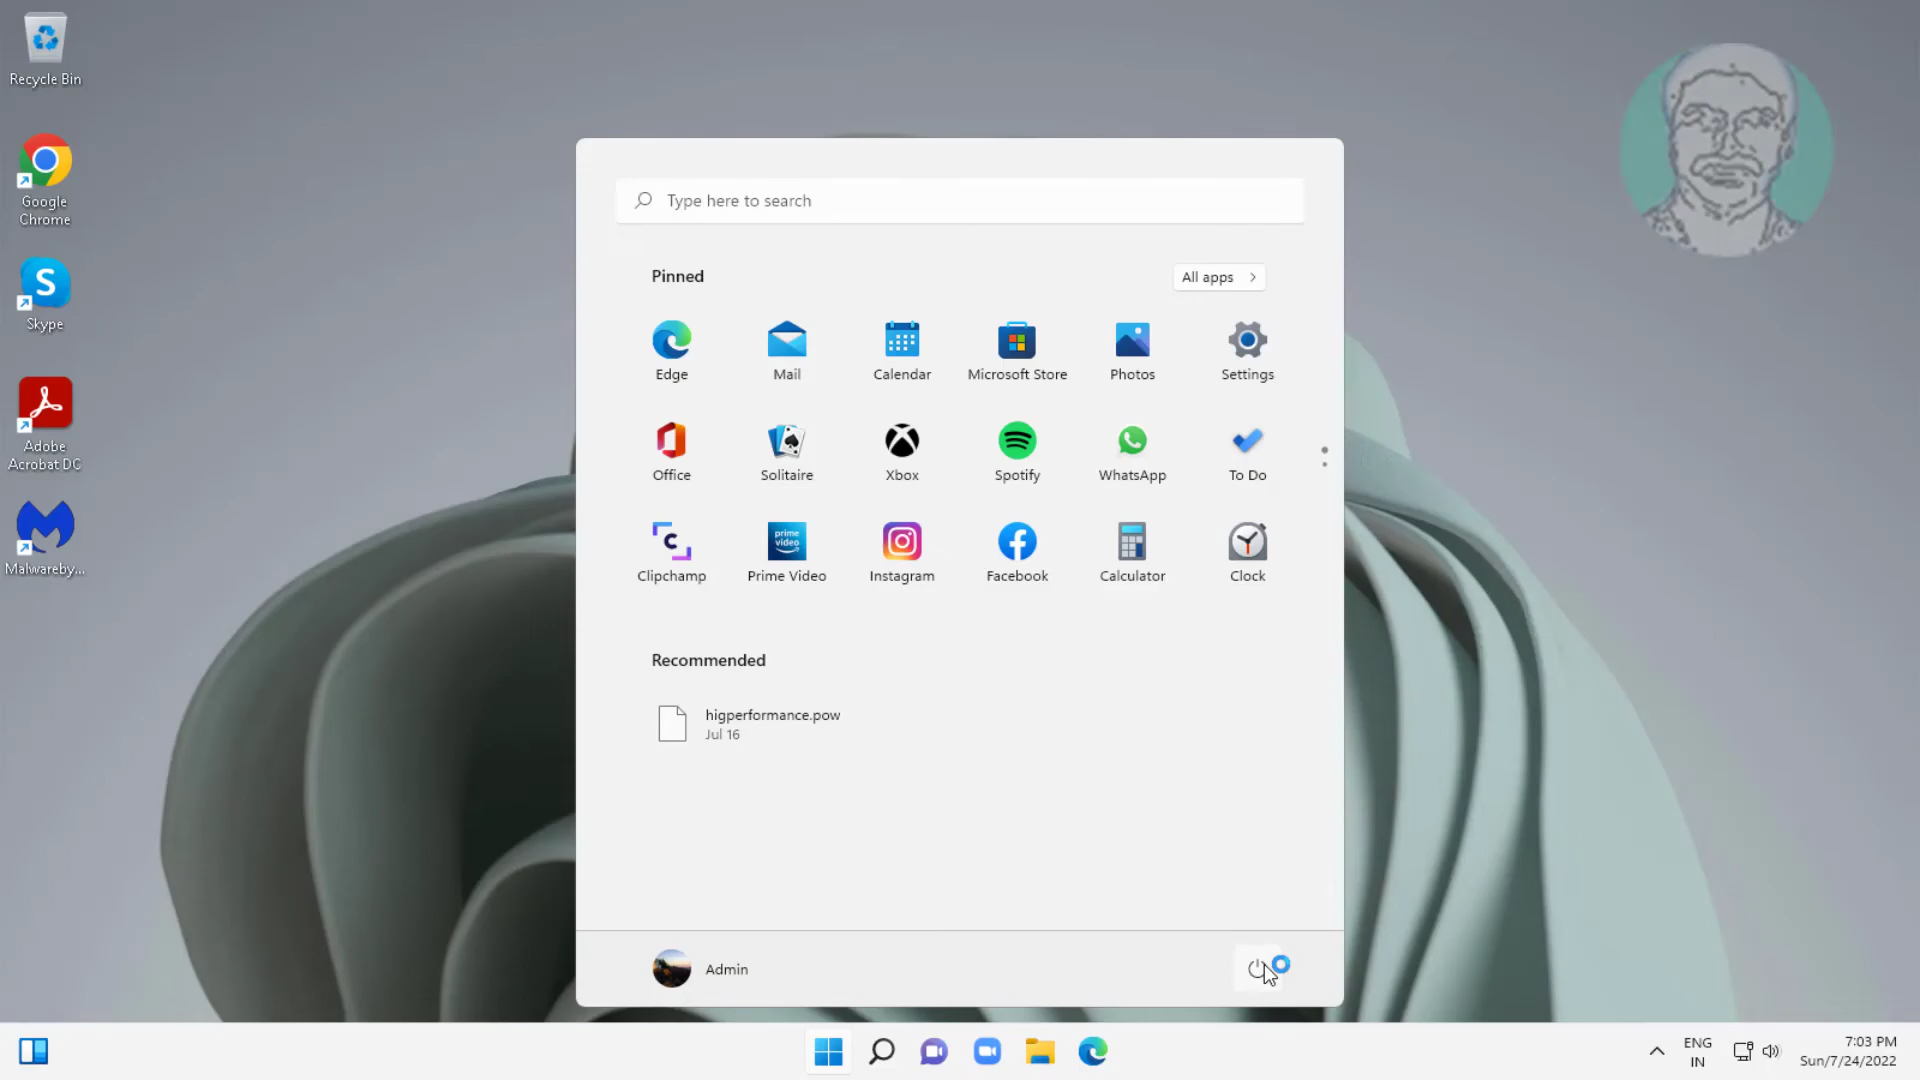 Recycle Bin
Google
Chrome
S
Skype
Adobe
Acrobat DC
Malwareby...
Type here to search
Pinned
All apps
Edge
Mail
Calendar
Microsoft Store
Photos
Settings
Office
Solitaire
Xbox
Spotify
WhatsApp
To Do
C
prime
video
Clipchamp
Prime Video
Instagram
Facebook
Calculator
Clock
Recommended
higperformance.pow
Jul 16
Admin
ENG
IN
7:03 PM
Sun/7/24/2022